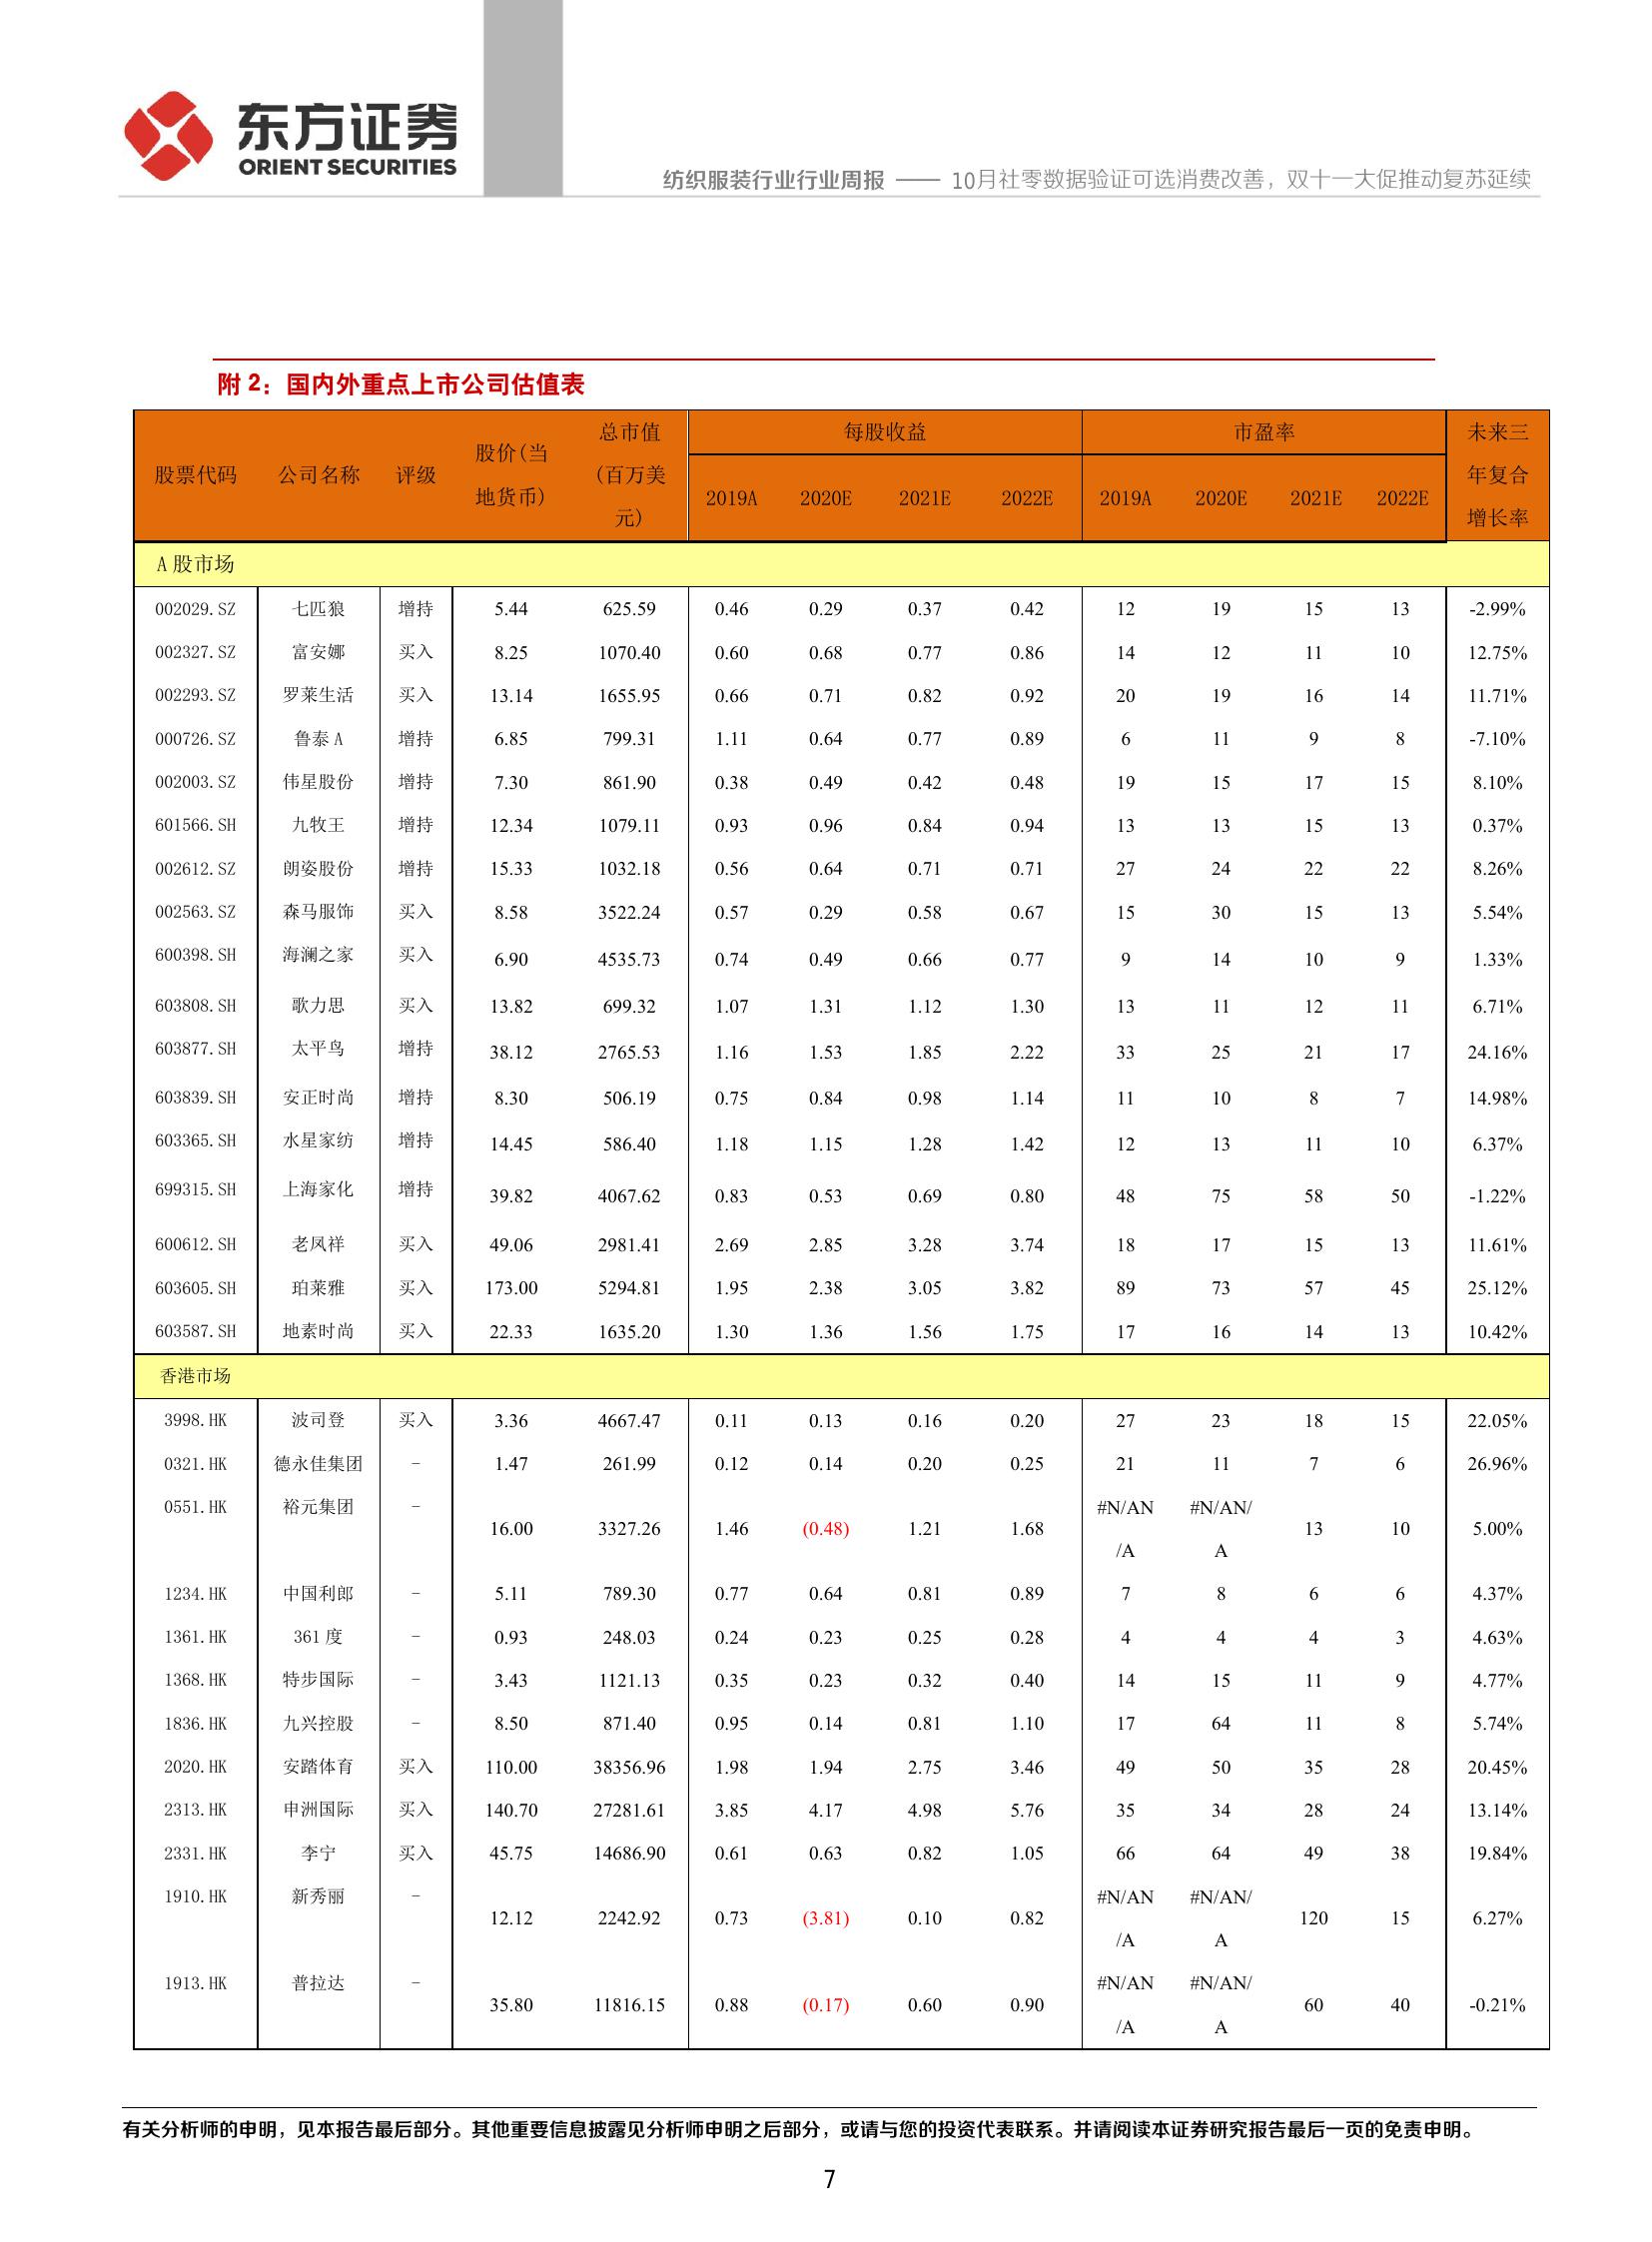 东方证券
ORIENT SECURITIES
纺织服装行业行业周报 —— 10月社零数据验证可选消费改善，双十一大促推动复苏延续
附 2：国内外重点上市公司估值表
股票代码 公司名称 评级 股价(当地货币) 总市值(百万美元) 每股收益 市盈率 未来三年复合增长率
2019A 2020E 2021E 2022E 2019A 2020E 2021E 2022E
A 股市场
002029.SZ 七匹狼 增持 5.44 625.59 0.46 0.29 0.37 0.42 12 19 15 13 -2.99%
002327.SZ 富安娜 买入 8.25 1070.40 0.60 0.68 0.77 0.86 14 12 11 10 12.75%
002293.SZ 罗莱生活 买入 13.14 1655.95 0.66 0.71 0.82 0.92 20 19 16 14 11.71%
000726.SZ 鲁泰 A 增持 6.85 799.31 1.11 0.64 0.77 0.89 6 11 9 8 -7.10%
002003.SZ 伟星股份 增持 7.30 861.90 0.38 0.49 0.42 0.48 19 15 17 15 8.10%
601566.SH 九牧王 增持 12.34 1079.11 0.93 0.96 0.84 0.94 13 13 15 13 0.37%
002612.SZ 朗姿股份 增持 15.33 1032.18 0.56 0.64 0.71 0.71 27 24 22 22 8.26%
002563.SZ 森马服饰 买入 8.58 3522.24 0.57 0.29 0.58 0.67 15 30 15 13 5.54%
600398.SH 海澜之家 买入 6.90 4535.73 0.74 0.49 0.66 0.77 9 14 10 9 1.33%
603808.SH 歌力思 买入 13.82 699.32 1.07 1.31 1.12 1.30 13 11 12 11 6.71%
603877.SH 太平鸟 增持 38.12 2765.53 1.16 1.53 1.85 2.22 33 25 21 17 24.16%
603839.SH 安正时尚 增持 8.30 506.19 0.75 0.84 0.98 1.14 11 10 8 7 14.98%
603365.SH 水星家纺 增持 14.45 586.40 1.18 1.15 1.28 1.42 12 13 11 10 6.37%
699315.SH 上海家化 增持 39.82 4067.62 0.83 0.53 0.69 0.80 48 75 58 50 -1.22%
600612.SH 老凤祥 买入 49.06 2981.41 2.69 2.85 3.28 3.74 18 17 15 13 11.61%
603605.SH 珀莱雅 买入 173.00 5294.81 1.95 2.38 3.05 3.82 89 73 57 45 25.12%
603587.SH 地素时尚 买入 22.33 1635.20 1.30 1.36 1.56 1.75 17 16 14 13 10.42%
香港市场
3998.HK 波司登 买入 3.36 4667.47 0.11 0.13 0.16 0.20 27 23 18 15 22.05%
0321.HK 德永佳集团 - 1.47 261.99 0.12 0.14 0.20 0.25 21 11 7 6 26.96%
0551.HK 裕元集团 - 16.00 3327.26 1.46 (0.48) 1.21 1.68 #N/AN/A #N/AN/A 13 10 5.00%
1234.HK 中国利郎 - 5.11 789.30 0.77 0.64 0.81 0.89 7 8 6 6 4.37%
1361.HK 361 度 - 0.93 248.03 0.24 0.23 0.25 0.28 4 4 4 3 4.63%
1368.HK 特步国际 - 3.43 1121.13 0.35 0.23 0.32 0.40 14 15 11 9 4.77%
1836.HK 九兴控股 - 8.50 871.40 0.95 0.14 0.81 1.10 17 64 11 8 5.74%
2020.HK 安踏体育 买入 110.00 38356.96 1.98 1.94 2.75 3.46 49 50 35 28 20.45%
2313.HK 申洲国际 买入 140.70 27281.61 3.85 4.17 4.98 5.76 35 34 28 24 13.14%
2331.HK 李宁 买入 45.75 14686.90 0.61 0.63 0.82 1.05 66 64 49 38 19.84%
1910.HK 新秀丽 - 12.12 2242.92 0.73 (3.81) 0.10 0.82 #N/AN/A #N/AN/A 120 15 6.27%
1913.HK 普拉达 - 35.80 11816.15 0.88 (0.17) 0.60 0.90 #N/AN/A #N/AN/A 60 40 -0.21%
有关分析师的申明，见本报告最后部分。其他重要信息披露见分析师申明之后部分，或请与您的投资代表联系。并请阅读本证券研究报告最后一页的免责申明。
7